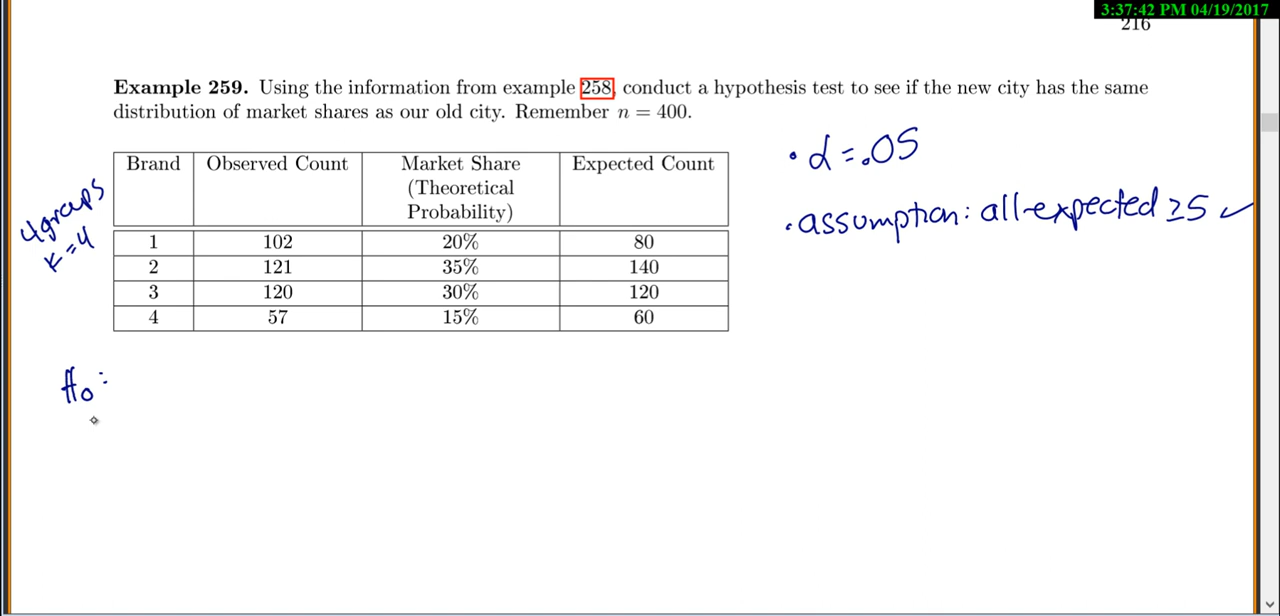 3:37:42 PM 04/19/2017
216
Example 259. Using the information from example 258, conduct a hypothesis test to see if the new city has the same
distribution of market shares as our old city. Remember n = 400.
Brand Observed Count Market Share Expected Count
(Theoretical
Probability)
1 102 20% 80
2 121 35% 140
3 120 30% 120
4 57 15% 60
4 groups
K=4
• α=.05
• assumption: all expected ≥5 ✓
H₀: